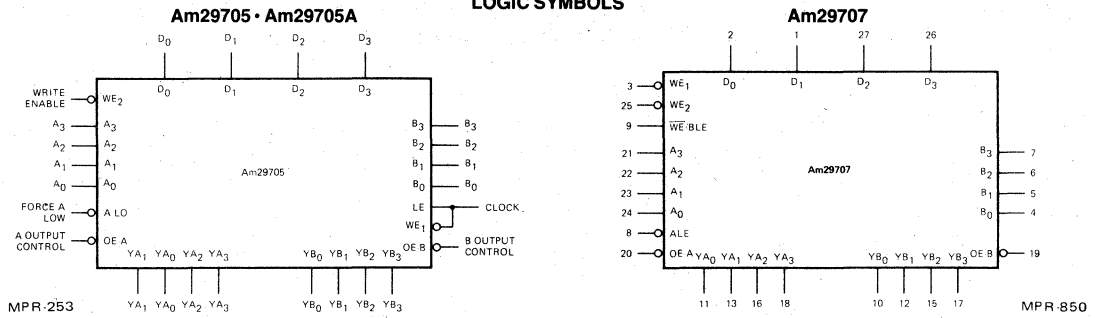 LOGIC SYMBOLS
Am29705 • Am29705A
D0 D1 D2 D3
D0 D1 D2 D3
WRITE ENABLE WE2
A3 A3
A2 A2
A1 A1
A0 A0
FORCE A LOW A LO
A OUTPUT CONTROL OE A
Am29705
B3 B3
B2 B2
B1 B1
B0 B0
LE CLOCK
WE1
OE B B OUTPUT CONTROL
YA1 YA0 YA2 YA3 YB0 YB1 YB2 YB3
YA1 YA0 YA2 YA3 YB0 YB1 YB2 YB3
MPR-253
Am29707
2 1 27 26
D0 D1 D2 D3
3 WE1
25 WE2
9 WE·BLE
21 A3
22 A2
23 A1
24 A0
8 ALE
20 OE A
Am29707
B3 7
B2 6
B1 5
B0 4
OE B 19
YA0 YA1 YA2 YA3 YB0 YB1 YB2 YB3
11 13 16 18 10 12 15 17
MPR-850